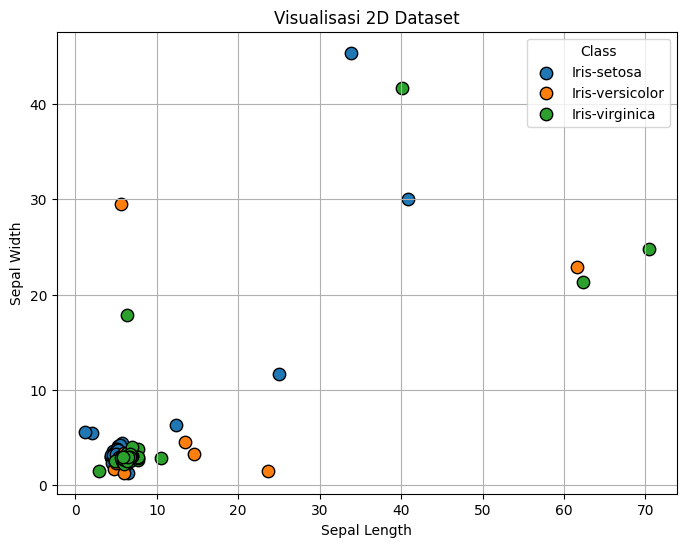 Visualisasi 2D Dataset
Class
Iris-setosa
Iris-versicolor
Iris-virginica
Sepal Width
40
30
20
10
0
0 10 20 30 40 50 60 70
Sepal Length